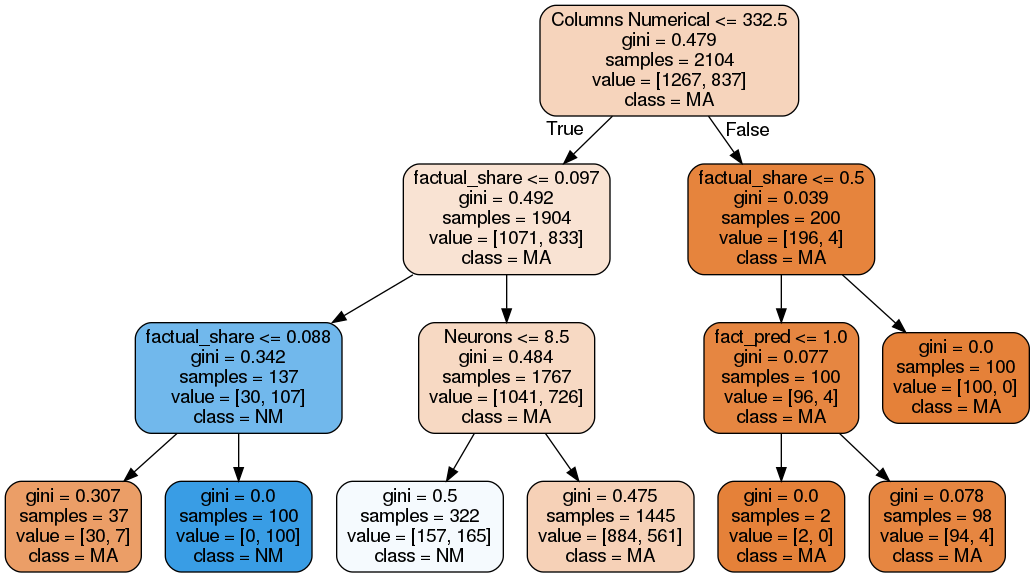 Columns Numerical <= 332.5
gini = 0.479
samples = 2104
value = [1267, 837]
class = MA
True
False
factual_share <= 0.097
gini = 0.492
samples = 1904
value = [1071, 833]
class = MA
factual_share <= 0.5
gini = 0.039
samples = 200
value = [196, 4]
class = MA
factual_share <= 0.088
gini = 0.342
samples = 137
value = [30, 107]
class = NM
Neurons <= 8.5
gini = 0.484
samples = 1767
value = [1041, 726]
class = MA
fact_pred <= 1.0
gini = 0.077
samples = 100
value = [96, 4]
class = MA
gini = 0.0
samples = 100
value = [100, 0]
class = MA
gini = 0.307
samples = 37
value = [30, 7]
class = MA
gini = 0.0
samples = 100
value = [0, 100]
class = NM
gini = 0.5
samples = 322
value = [157, 165]
class = NM
gini = 0.475
samples = 1445
value = [884, 561]
class = MA
gini = 0.0
samples = 2
value = [2, 0]
class = MA
gini = 0.078
samples = 98
value = [94, 4]
class = MA